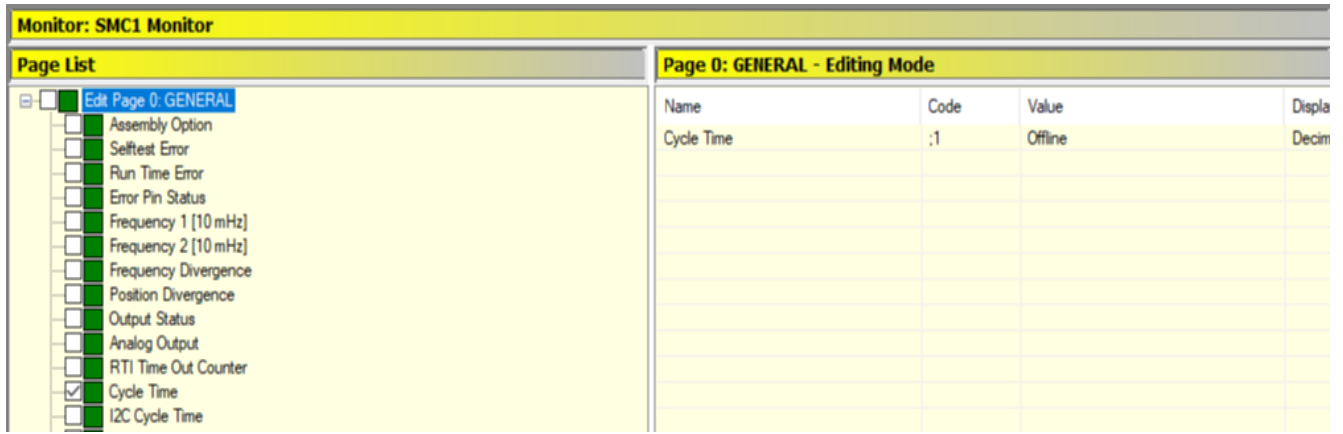 Monitor: SMC1 Monitor
Page List
Edit Page 0: GENERAL
Assembly Option
Selftest Error
Run Time Error
Error Pin Status
Frequency 1 [10 mHz]
Frequency 2 [10 mHz]
Frequency Divergence
Position Divergence
Output Status
Analog Output
RTI Time Out Counter
Cycle Time
I2C Cycle Time
Page 0: GENERAL - Editing Mode
Name Code Value Displa
Cycle Time ;1 Offline Decim